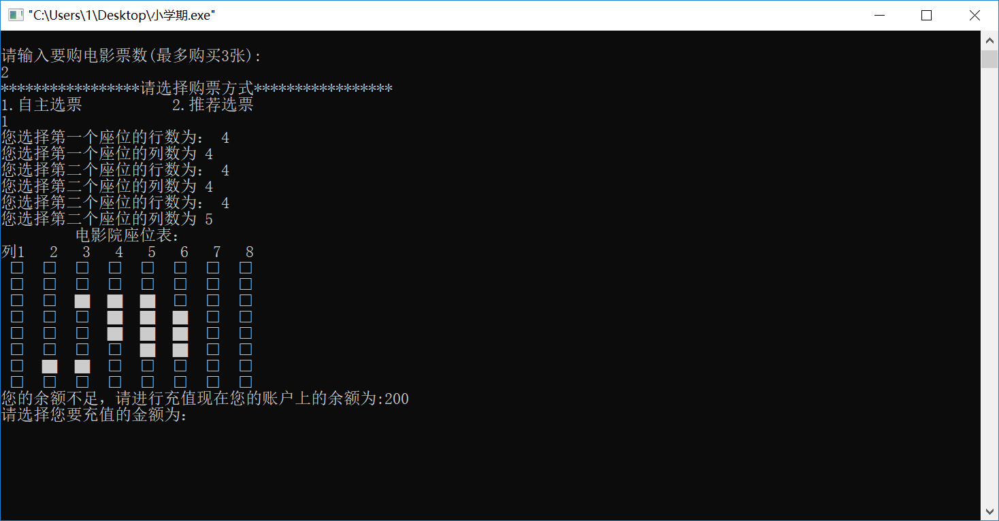 "C:\Users\1\Desktop\小学期.exe"
请输入要购电影票数(最多购买3张):
2
*****************请选择购票方式*****************
1.自主选票           2.推荐选票
1
您选择第一个座位的行数为： 4
您选择第一个座位的列数为 4
您选择第二个座位的行数为： 4
您选择第二个座位的列数为 4
您选择第二个座位的行数为： 4
您选择第二个座位的列数为 5
电影院座位表：
列1   2   3   4   5   6   7   8
□   □   □   □   □   □   □   □
□   □   □   □   □   □   □   □
□   □   ■   ■   ■   □   □   □
□   □   □   ■   ■   ■   □   □
□   □   □   ■   ■   ■   □   □
□   □   □   □   ■   ■   □   □
□   ■   ■   □   □   □   □   □
□   □   □   □   □   □   □   □
您的余额不足，请进行充值现在您的账户上的余额为:200
请选择您要充值的金额为：